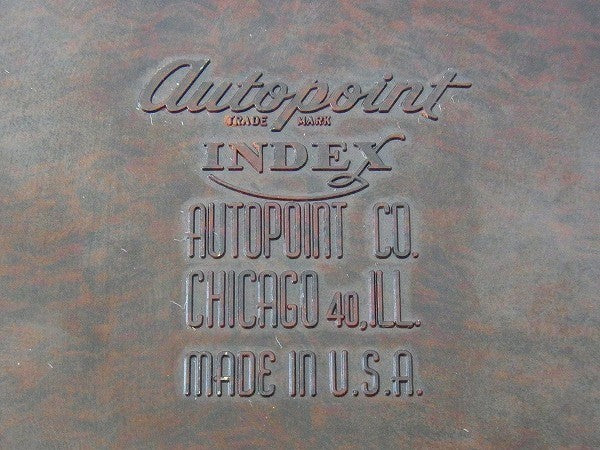 Autopoint
TRADE MARK
INDEX
AUTOPOINT CO.
CHICAGO 40, ILL.
MADE IN U.S.A.